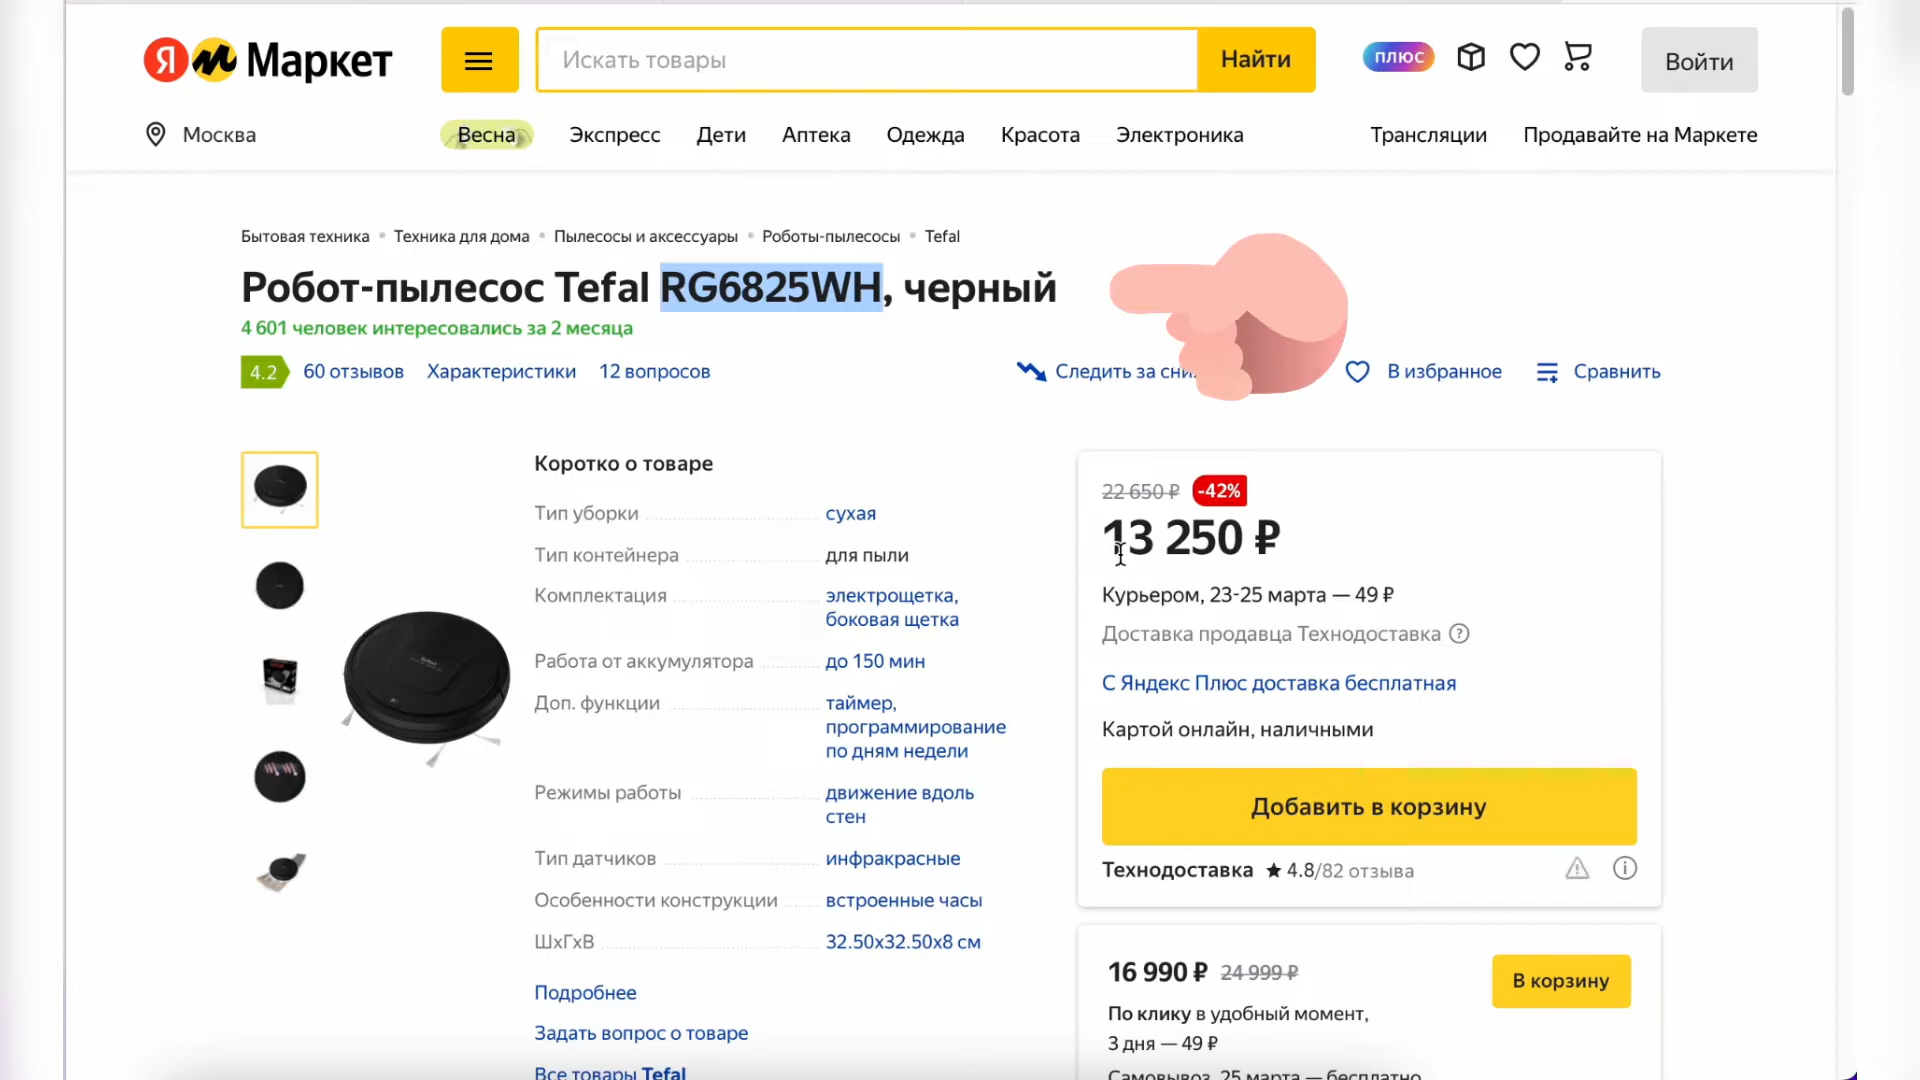 Я Маркет
Искать товары
Найти
плюс
Войти
Москва
Весна
Экспресс
Дети
Аптека
Одежда
Красота
Электроника
Трансляции
Продавайте на Маркете
Бытовая техника • Техника для дома • Пылесосы и аксессуары • Роботы-пылесосы • Tefal
Робот-пылесос Tefal RG6825WH, черный
4 601 человек интересовались за 2 месяца
4.2 60 отзывов Характеристики 12 вопросов
Следить за
В избранное
Сравнить
Коротко о товаре
Тип уборки сухая
Тип контейнера для пыли
Комплектация электрощетка,
боковая щетка
Работа от аккумулятора до 150 мин
Доп. функции таймер,
программирование
по дням недели
Режимы работы движение вдоль
стен
Тип датчиков инфракрасные
Особенности конструкции встроенные часы
ШхГхВ 32.50x32.50x8 см
Подробнее
Задать вопрос о товаре
Все товары Tefal
22 650 ₽ -42%
13 250 ₽
Курьером, 23-25 марта — 49 ₽
Доставка продавца Технодоставка ?
С Яндекс Плюс доставка бесплатная
Картой онлайн, наличными
Добавить в корзину
Технодоставка ★ 4.8/82 отзыва
16 990 ₽ 24 999 ₽
В корзину
По клику в удобный момент,
3 дня — 49 ₽
Самовывоз, 25 марта — бесплатно